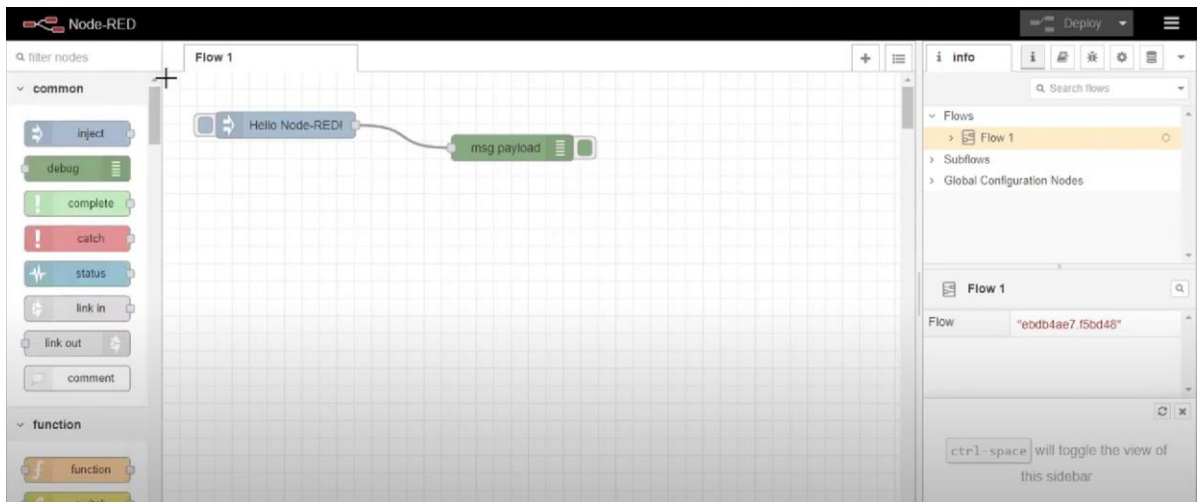 Node-RED
Deploy
filter nodes
common
inject
debug
complete
catch
status
link in
link out
comment
function
function
Flow 1
Hello Node-RED!
msg.payload
info
Search flows
Flows
Flow 1
Subflows
Global Configuration Nodes
Flow 1
Flow "ebdb4ae7.f5bd48"
ctrl-space will toggle the view of
this sidebar